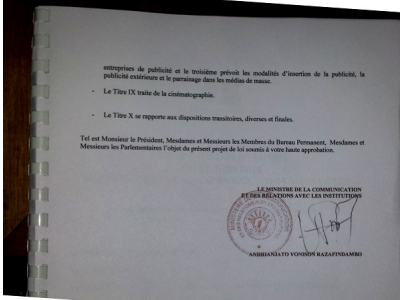 entreprises de publicité et le troisième prévoit les modalités d'insertion de la publicité, la
publicité extérieure et le parrainage dans les médias de masse.
- Le Titre IX traite de la cinématographie.
- Le Titre X se rapporte aux dispositions transitoires, diverses et finales.
Tel est Monsieur le Président, Mesdames et Messieurs les Membres du Bureau Permanent, Mesdames et
Messieurs les Parlementaires l'objet du présent projet de loi soumis à votre haute approbation.
LE MINISTRE DE LA COMMUNICATION
ET DES RELATIONS AVEC LES INSTITUTIONS
ANDRIANJATO VONISON RAZAFINDAMBO